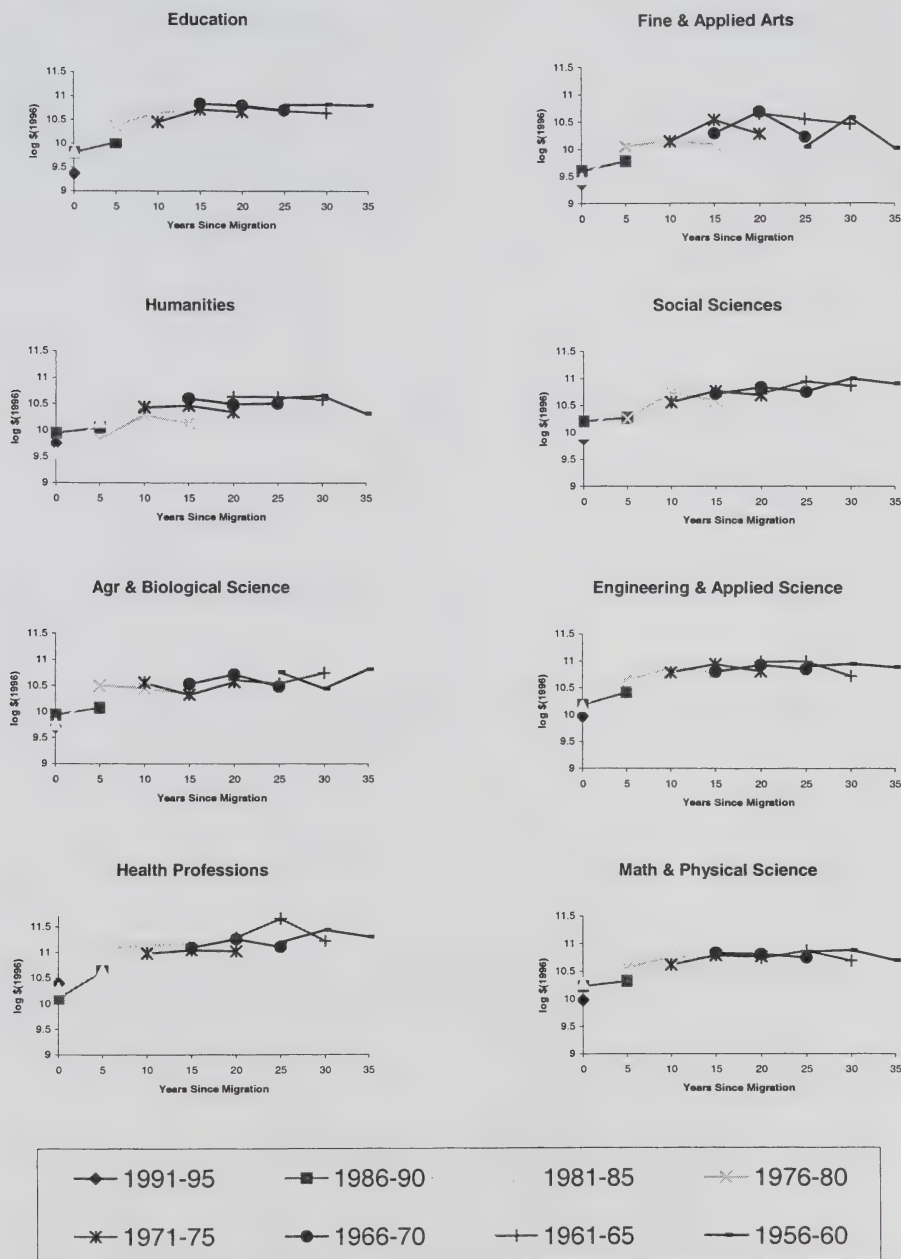 Education
log $(1996)
11.5
11
10.5
10
9.5
9
0 5 10 15 20 25 30 35
Years Since Migration
Fine & Applied Arts
log $(1996)
11.5
11
10.5
10
9.5
9
0 5 10 15 20 25 30 35
Years Since Migration
Humanities
log $(1996)
11.5
11
10.5
10
9.5
9
0 5 10 15 20 25 30 35
Years Since Migration
Social Sciences
log $(1996)
11.5
11
10.5
10
9.5
9
0 5 10 15 20 25 30 35
Years Since Migration
Agr & Biological Science
log $(1996)
11.5
11
10.5
10
9.5
9
0 5 10 15 20 25 30 35
Years Since Migration
Engineering & Applied Science
log $(1996)
11.5
11
10.5
10
9.5
9
0 5 10 15 20 25 30 35
Years Since Migration
Health Professions
log $(1996)
11.5
11
10.5
10
9.5
9
0 5 10 15 20 25 30 35
Years Since Migration
Math & Physical Science
log $(1996)
11.5
11
10.5
10
9.5
9
0 5 10 15 20 25 30 35
Years Since Migration
1991-95 1986-90 1981-85 1976-80
1971-75 1966-70 1961-65 1956-60